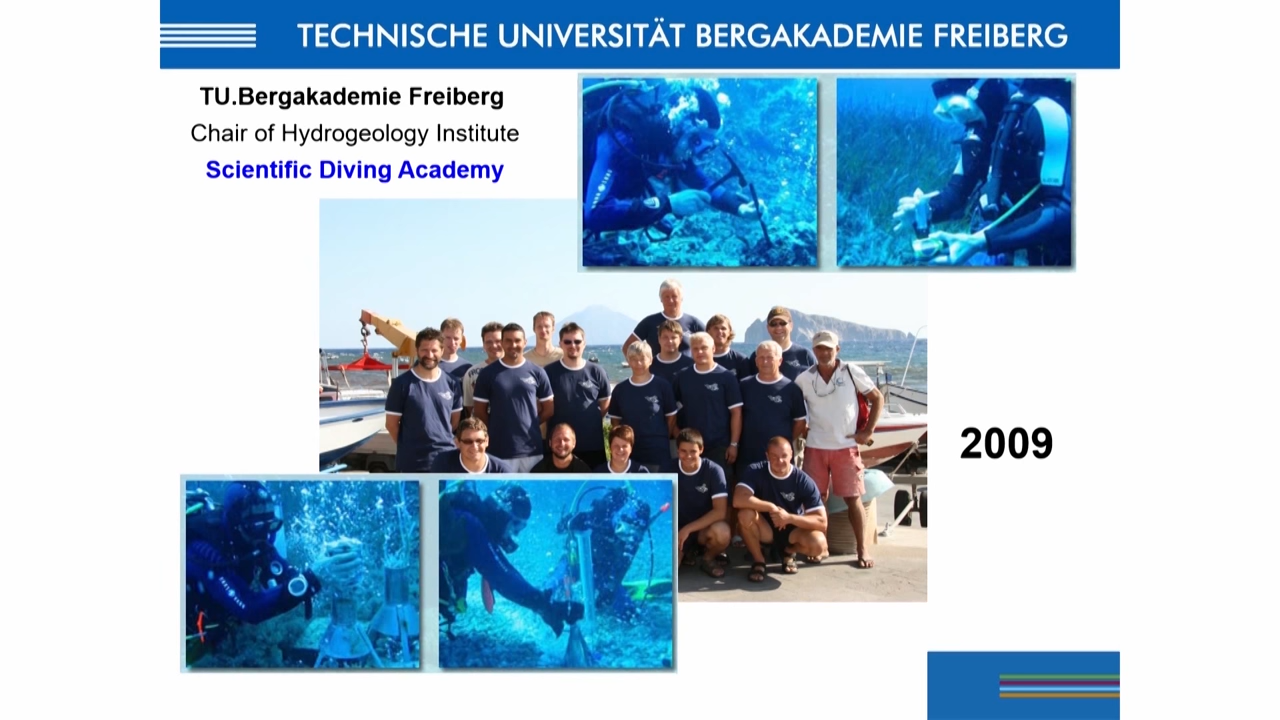 TECHNISCHE UNIVERSITÄT BERGAKADEMIE FREIBERG
TU.Bergakademie Freiberg
Chair of Hydrogeology Institute
Scientific Diving Academy
2009